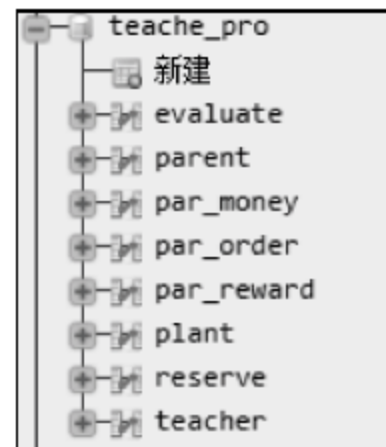 teache_pro
新建
evaluate
parent
par_money
par_order
par_reward
plant
reserve
teacher